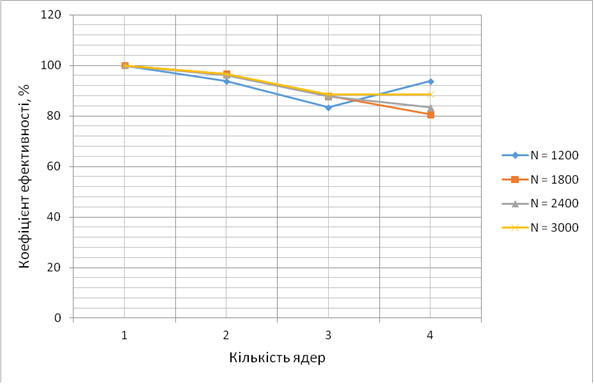 120
100
80
60
40
20
0
Коефіцієнт ефективності, %
1 2 3 4
Кількість ядер
N = 1200
N = 1800
N = 2400
N = 3000